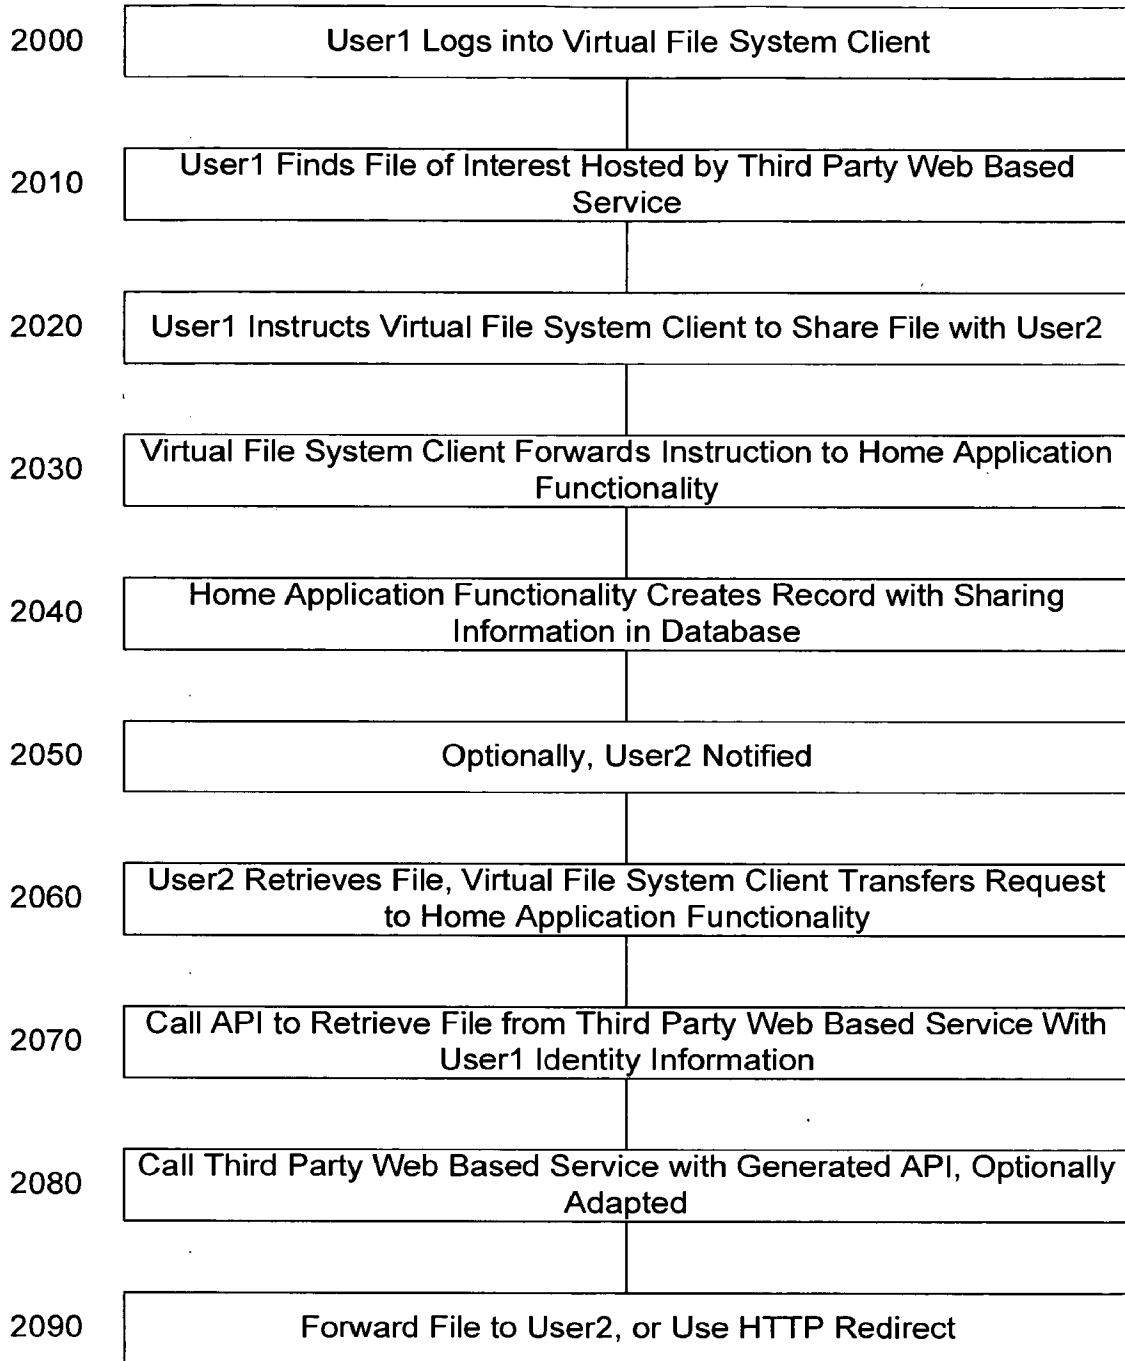 2000
User1 Logs into Virtual File System Client
2010
User1 Finds File of Interest Hosted by Third Party Web Based
Service
2020
User1 Instructs Virtual File System Client to Share File with User2
2030
Virtual File System Client Forwards Instruction to Home Application
Functionality
2040
Home Application Functionality Creates Record with Sharing
Information in Database
2050
Optionally, User2 Notified
2060
User2 Retrieves File, Virtual File System Client Transfers Request
to Home Application Functionality
2070
Call API to Retrieve File from Third Party Web Based Service With
User1 Identity Information
2080
Call Third Party Web Based Service with Generated API, Optionally
Adapted
2090
Forward File to User2, or Use HTTP Redirect